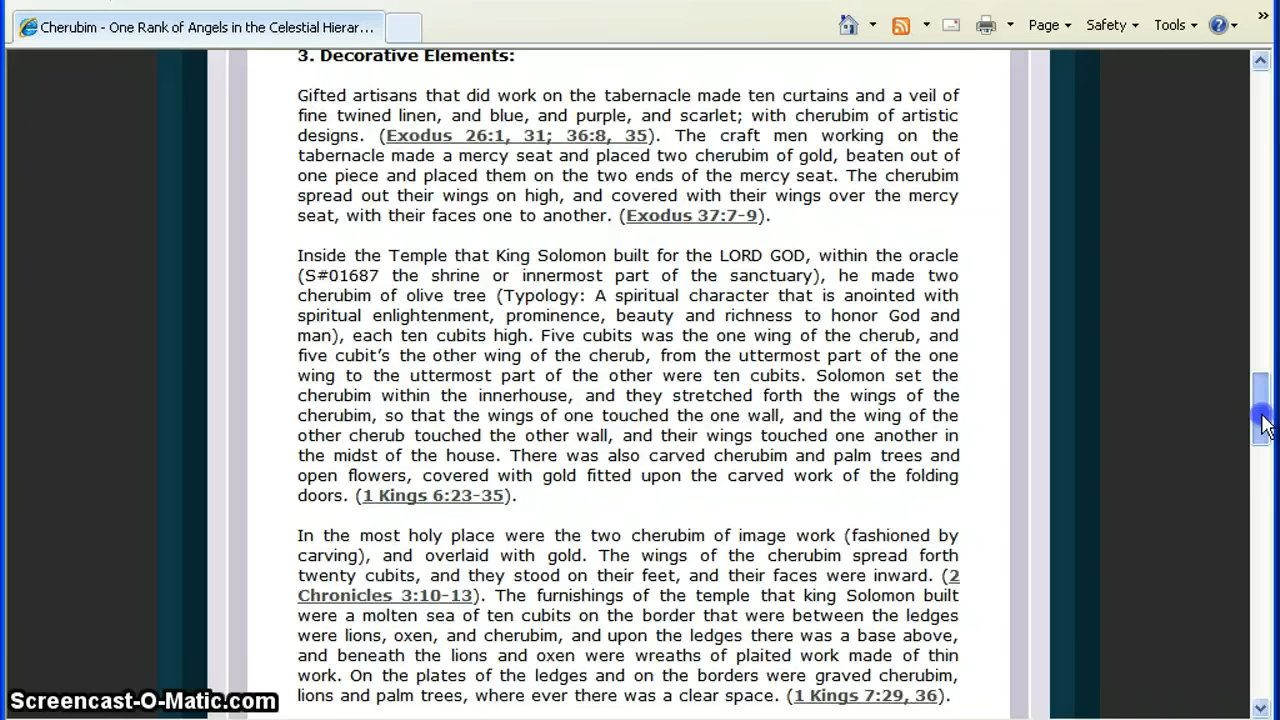 Cherubim - One Rank of Angels in the Celestial Hierar...
Page
Safety
Tools
3. Decorative Elements:
Gifted artisans that did work on the tabernacle made ten curtains and a veil of
fine twined linen, and blue, and purple, and scarlet; with cherubim of artistic
designs. (Exodus 26:1, 31; 36:8, 35). The craft men working on the
tabernacle made a mercy seat and placed two cherubim of gold, beaten out of
one piece and placed them on the two ends of the mercy seat. The cherubim
spread out their wings on high, and covered with their wings over the mercy
seat, with their faces one to another. (Exodus 37:7-9).
Inside the Temple that King Solomon built for the LORD GOD, within the oracle
(S#01687 the shrine or innermost part of the sanctuary), he made two
cherubim of olive tree (Typology: A spiritual character that is anointed with
spiritual enlightenment, prominence, beauty and richness to honor God and
man), each ten cubits high. Five cubits was the one wing of the cherub, and
five cubit's the other wing of the cherub, from the uttermost part of the one
wing to the uttermost part of the other were ten cubits. Solomon set the
cherubim within the innerhouse, and they stretched forth the wings of the
cherubim, so that the wings of one touched the one wall, and the wing of the
other cherub touched the other wall, and their wings touched one another in
the midst of the house. There was also carved cherubim and palm trees and
open flowers, covered with gold fitted upon the carved work of the folding
doors. (1 Kings 6:23-35).
In the most holy place were the two cherubim of image work (fashioned by
carving), and overlaid with gold. The wings of the cherubim spread forth
twenty cubits, and they stood on their feet, and their faces were inward. (2
Chronicles 3:10-13). The furnishings of the temple that king Solomon built
were a molten sea of ten cubits on the border that were between the ledges
were lions, oxen, and cherubim, and upon the ledges there was a base above,
and beneath the lions and oxen were wreaths of plaited work made of thin
work. On the plates of the ledges and on the borders were graved cherubim,
lions and palm trees, where ever there was a clear space. (1 Kings 7:29, 36).
Screencast-O-Matic.com